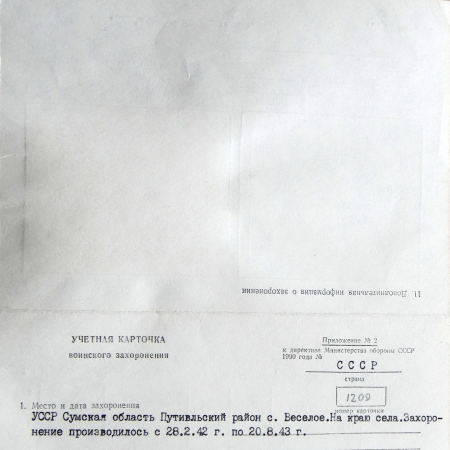 11. Дополнительная информация о захоронении
УЧЕТНАЯ КАРТОЧКА
воинского захоронения
Приложение № 2
к директиве Министерства обороны СССР
1990 года №
СССР
страна
1209
номер карточки
1. Место и дата захоронения
УССР Сумская область Путивльский район с. Веселое.На краю села.Захоро-
нение производилось с 28.2.42 г. по 20.8.43 г.